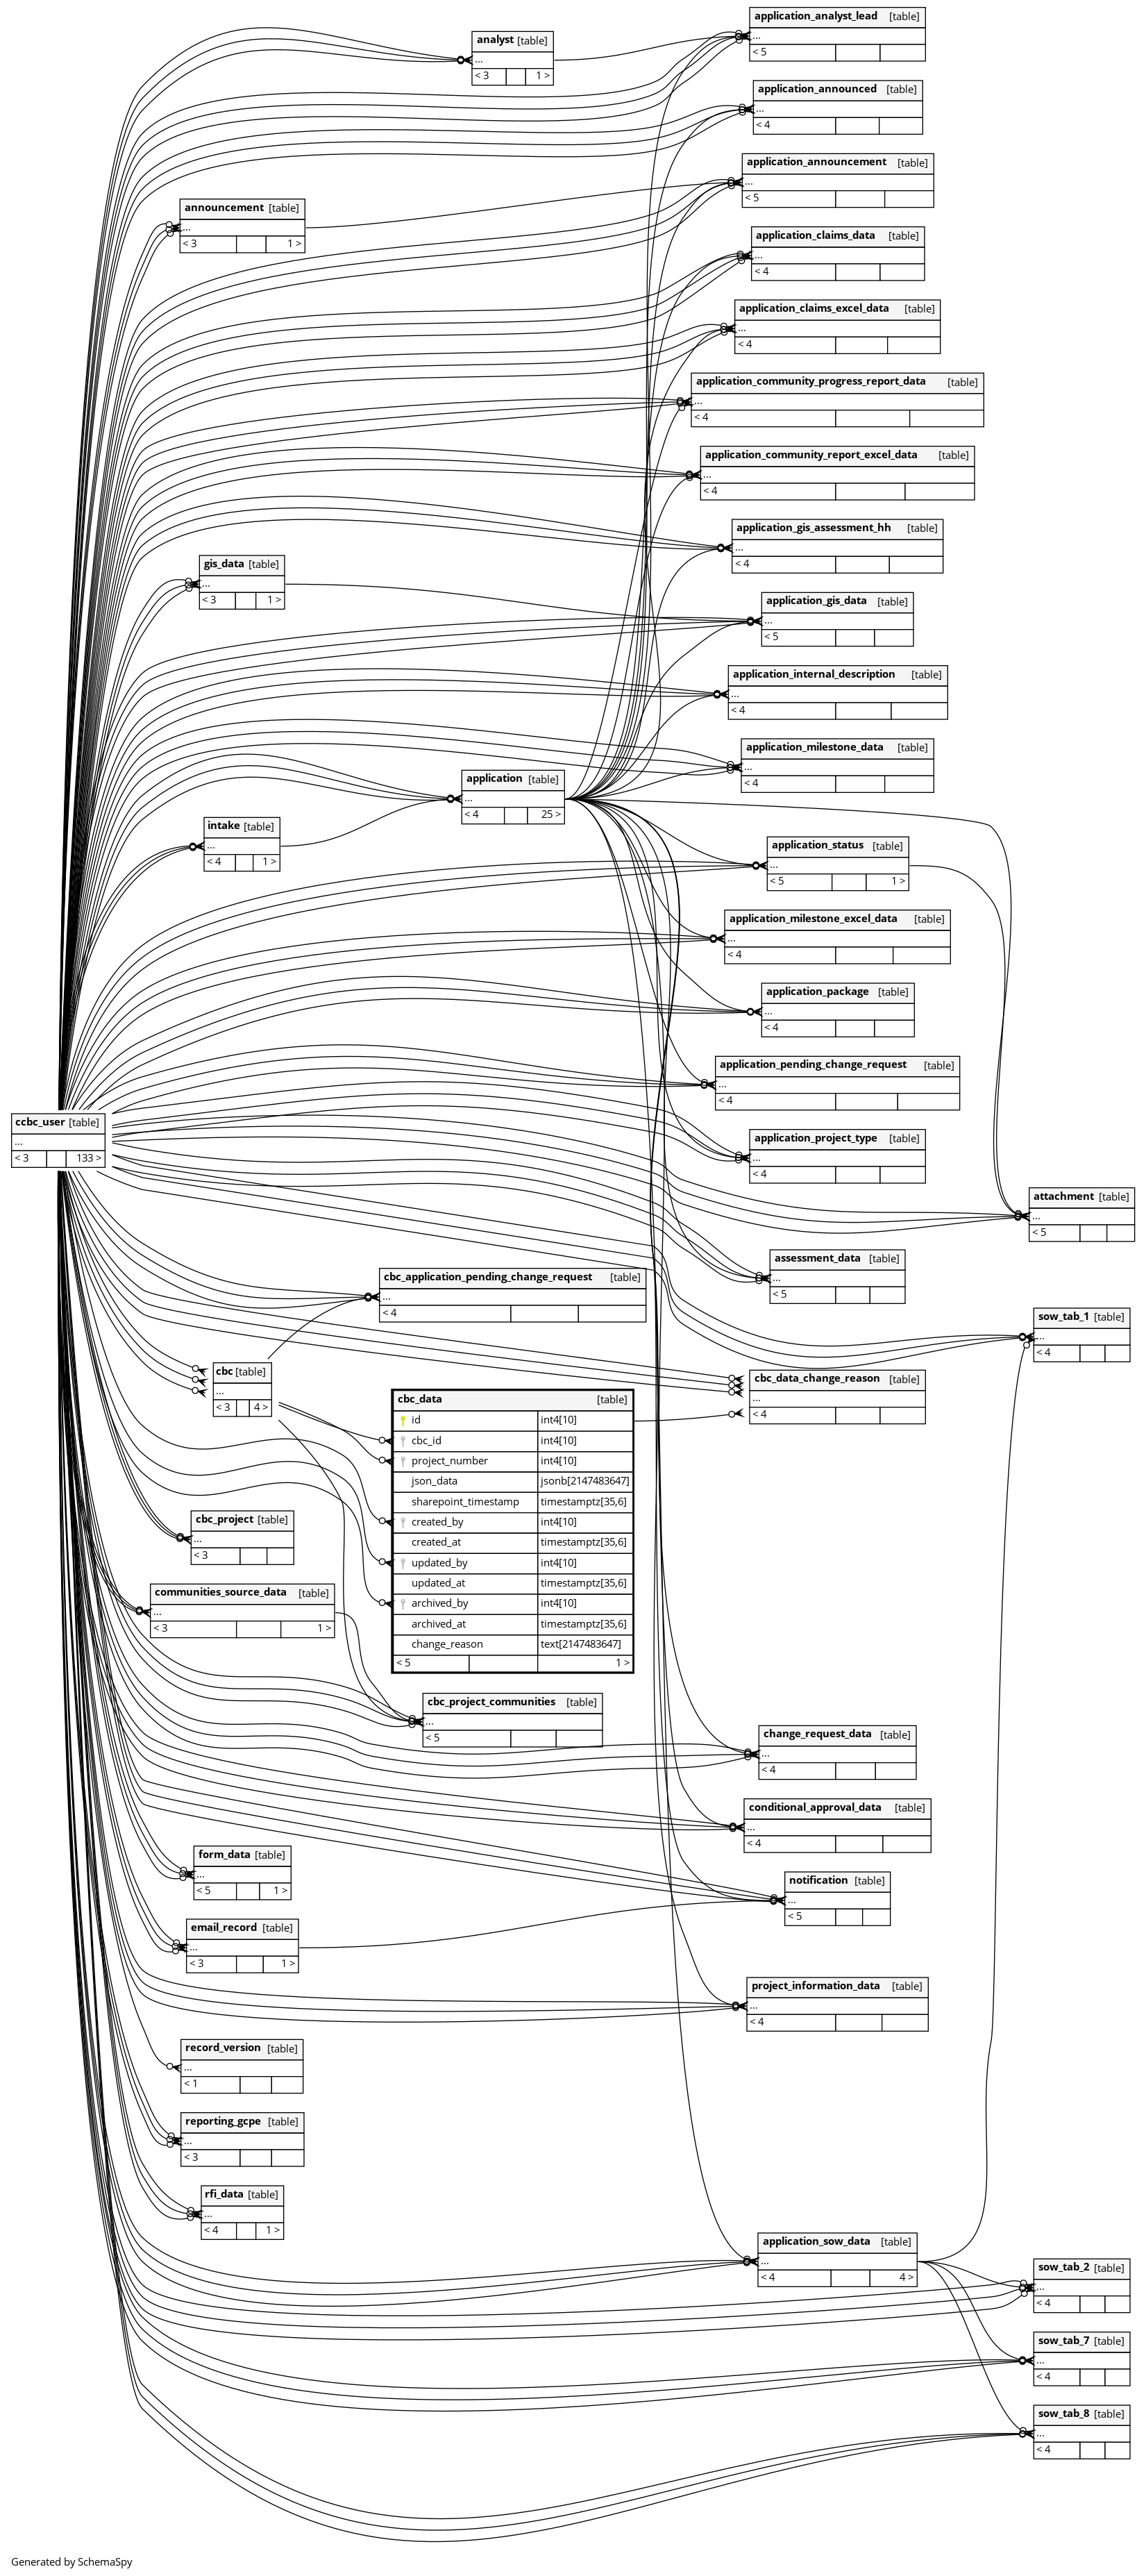 application_analyst_lead [table]
...
< 5
analyst [table]
...
< 3 1 >
application_announced [table]
...
< 4
application_announcement [table]
...
< 5
announcement [table]
...
< 3 1 >
application_claims_data [table]
...
< 4
application_claims_excel_data [table]
...
< 4
application_community_progress_report_data [table]
...
< 4
application_community_report_excel_data [table]
...
< 4
application_gis_assessment_hh [table]
...
< 4
gis_data [table]
...
< 3 1 >
application_gis_data [table]
...
< 5
application_internal_description [table]
...
< 4
application_milestone_data [table]
...
< 4
application [table]
...
< 4 25 >
intake [table]
...
< 4 1 >
application_status [table]
...
< 5 1 >
application_milestone_excel_data [table]
...
< 4
application_package [table]
...
< 4
application_pending_change_request [table]
...
< 4
ccbc_user [table]
...
< 3 133 >
application_project_type [table]
...
< 4
attachment [table]
...
< 5
assessment_data [table]
...
< 5
cbc_application_pending_change_request [table]
...
< 4
sow_tab_1 [table]
...
< 4
cbc [table]
...
< 3 4 >
cbc_data_change_reason [table]
...
< 4
cbc_data [table]
id int4[10]
cbc_id int4[10]
project_number int4[10]
json_data jsonb[2147483647]
sharepoint_timestamp timestamptz[35,6]
created_by int4[10]
created_at timestamptz[35,6]
updated_by int4[10]
updated_at timestamptz[35,6]
archived_by int4[10]
archived_at timestamptz[35,6]
change_reason text[2147483647]
< 5 1 >
cbc_project [table]
...
< 3
communities_source_data [table]
...
< 3 1 >
cbc_project_communities [table]
...
< 5
change_request_data [table]
...
< 4
conditional_approval_data [table]
...
< 4
form_data [table]
...
< 5 1 >
notification [table]
...
< 5
email_record [table]
...
< 3 1 >
project_information_data [table]
...
< 4
record_version [table]
...
< 1
reporting_gcpe [table]
...
< 3
rfi_data [table]
...
< 4 1 >
application_sow_data [table]
...
< 4 4 >
sow_tab_2 [table]
...
< 4
sow_tab_7 [table]
...
< 4
sow_tab_8 [table]
...
< 4
Generated by SchemaSpy